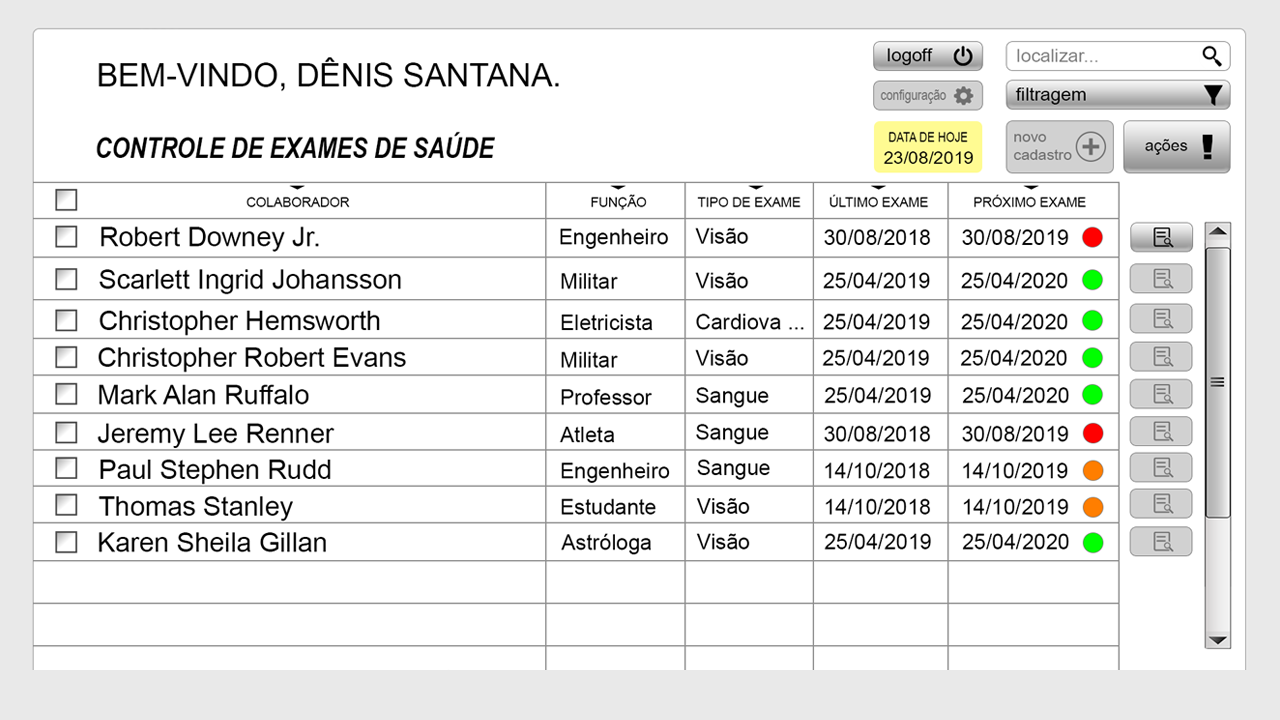 BEM-VINDO, DÊNIS SANTANA.
logoff
localizar...
configuração
filtragem
CONTROLE DE EXAMES DE SAÚDE
DATA DE HOJE
23/08/2019
novo
cadastro
ações
COLABORADOR FUNÇÃO TIPO DE EXAME ÚLTIMO EXAME PRÓXIMO EXAME
Robert Downey Jr. Engenheiro Visão 30/08/2018 30/08/2019
Scarlett Ingrid Johansson Militar Visão 25/04/2019 25/04/2020
Christopher Hemsworth Eletricista Cardiova ... 25/04/2019 25/04/2020
Christopher Robert Evans Militar Visão 25/04/2019 25/04/2020
Mark Alan Ruffalo Professor Sangue 25/04/2019 25/04/2020
Jeremy Lee Renner Atleta Sangue 30/08/2018 30/08/2019
Paul Stephen Rudd Engenheiro Sangue 14/10/2018 14/10/2019
Thomas Stanley Estudante Visão 14/10/2018 14/10/2019
Karen Sheila Gillan Astróloga Visão 25/04/2019 25/04/2020